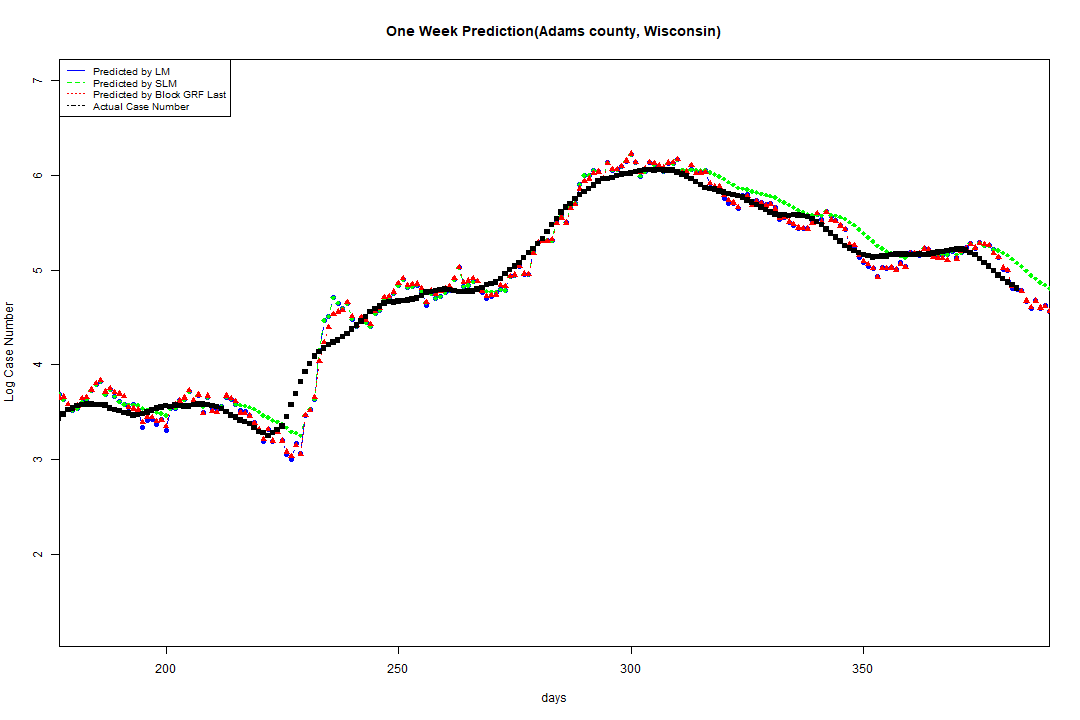 One Week Prediction(Adams county, Wisconsin)
Predicted by LM
Predicted by SLM
Predicted by Block GRF Last
Actual Case Number
7
6
5
4
3
2
Log Case Number
200
250
300
350
days